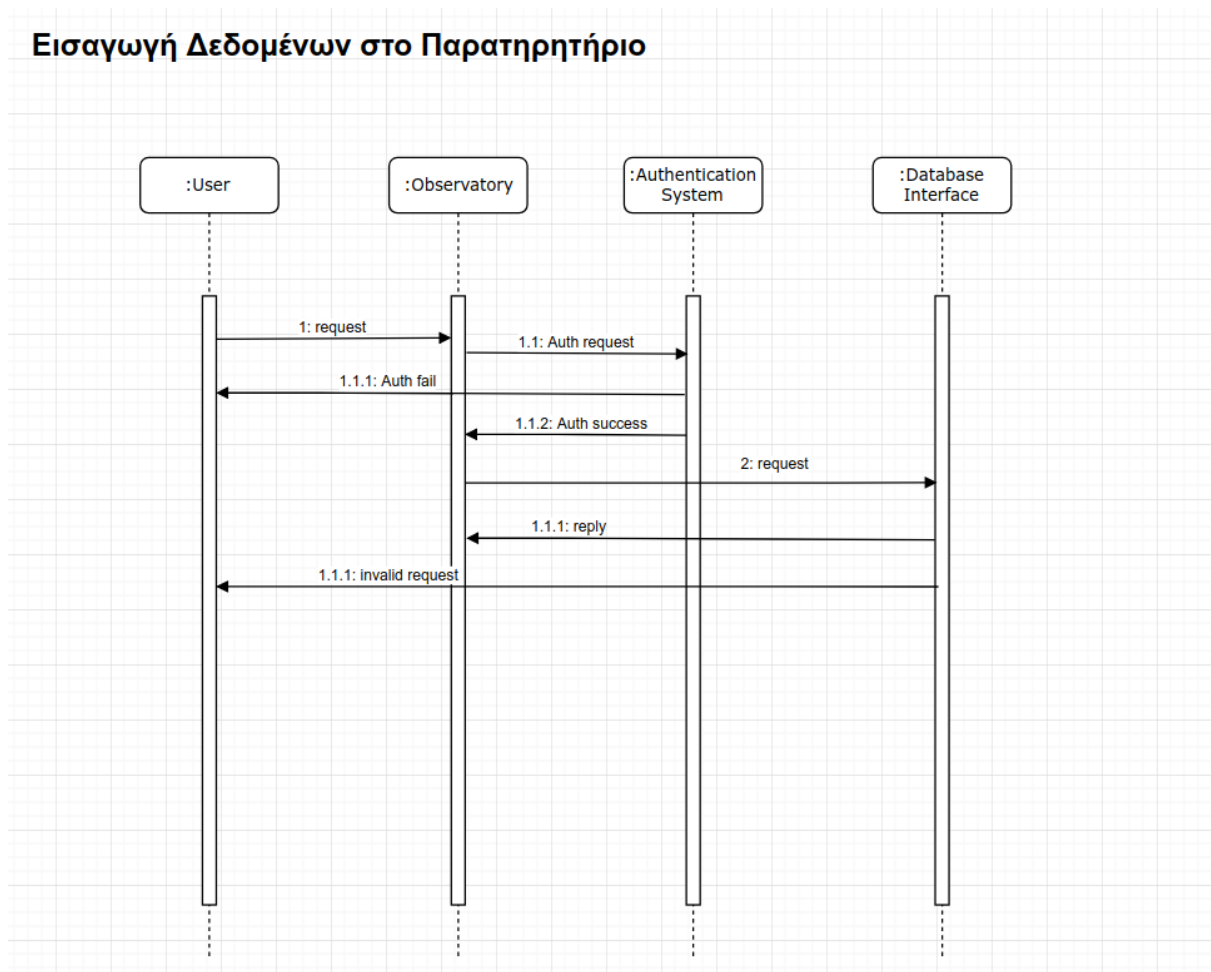 Εισαγωγή Δεδομένων στο Παρατηρητήριο
:User
:Observatory
:Authentication
System
:Database
Interface
1: request
1.1: Auth request
1.1.1: Auth fail
1.1.2: Auth success
2: request
1.1.1: reply
1.1.1: invalid request